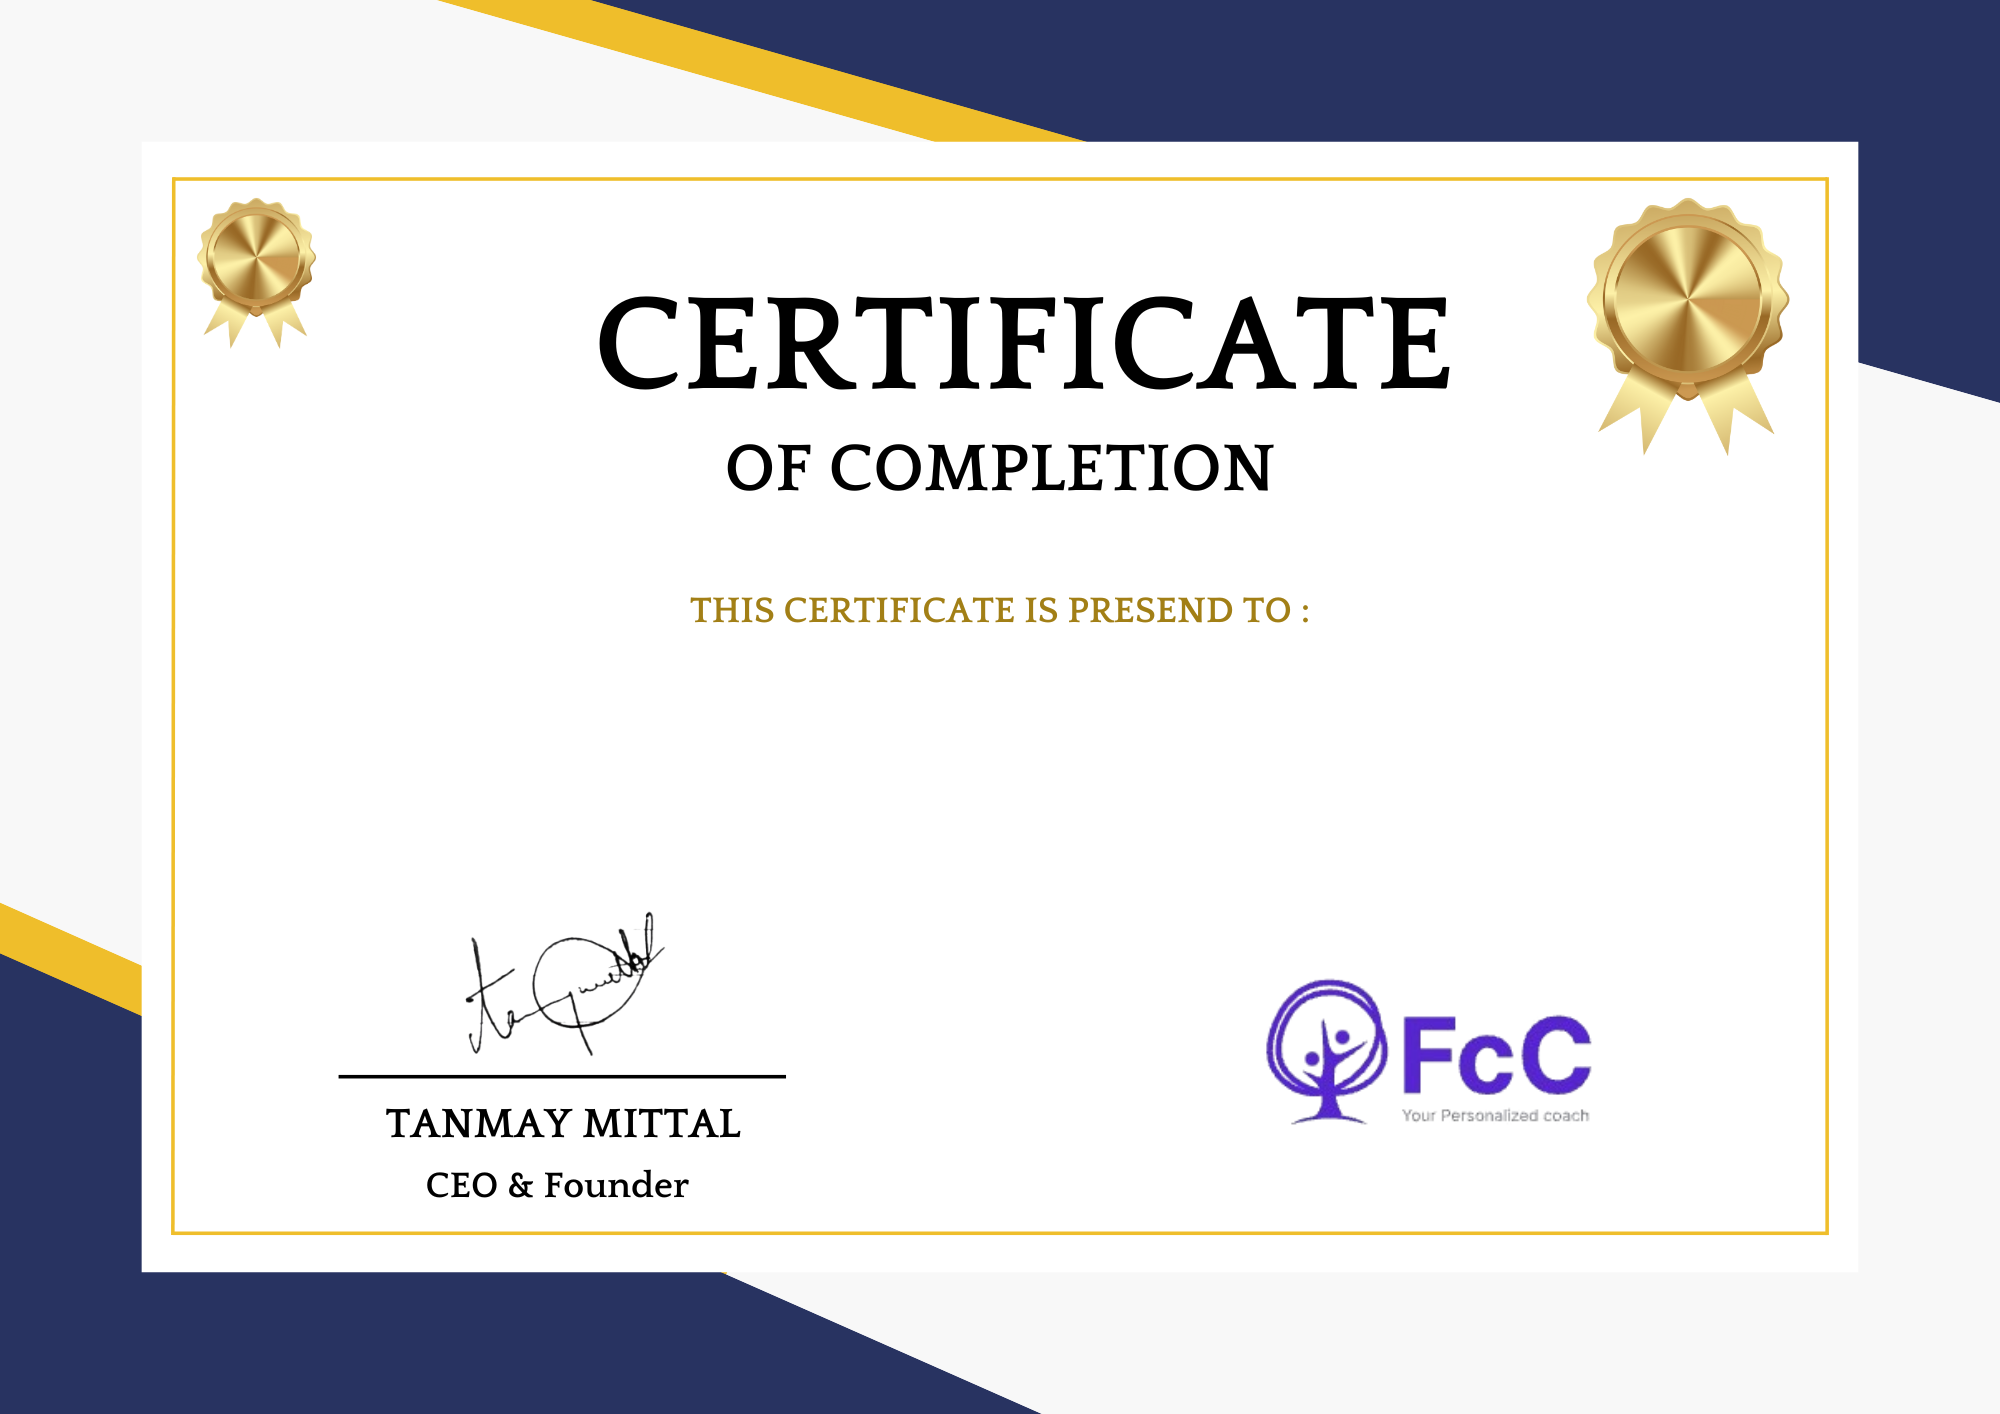 CERTIFICATE
OF COMPLETION
THIS CERTIFICATE IS PRESEND TO :
TANMAY MITTAL
CEO & Founder
FcC
Your Personalized coach